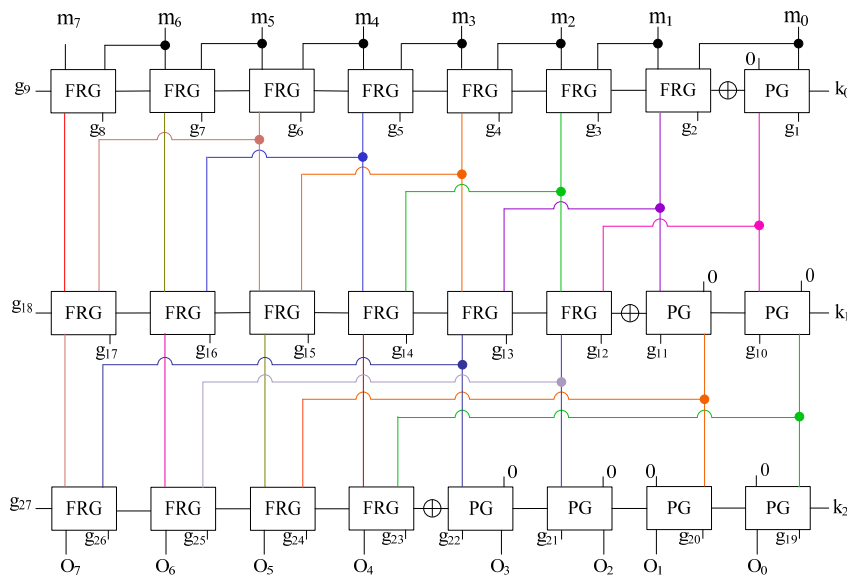 m₇ m₆ m₅ m₄ m₃ m₂ m₁ m₀
0
g₉ FRG FRG FRG FRG FRG FRG FRG PG k₀
g₈ g₇ g₆ g₅ g₄ g₃ g₂ g₁
0 0
g₁₈ FRG FRG FRG FRG FRG FRG PG PG k₁
g₁₇ g₁₆ g₁₅ g₁₄ g₁₃ g₁₂ g₁₁ g₁₀
0 0 0 0
g₂₇ FRG FRG FRG FRG PG PG PG PG k₂
g₂₆ g₂₅ g₂₄ g₂₃ g₂₂ g₂₁ g₂₀ g₁₉
O₇ O₆ O₅ O₄ O₃ O₂ O₁ O₀